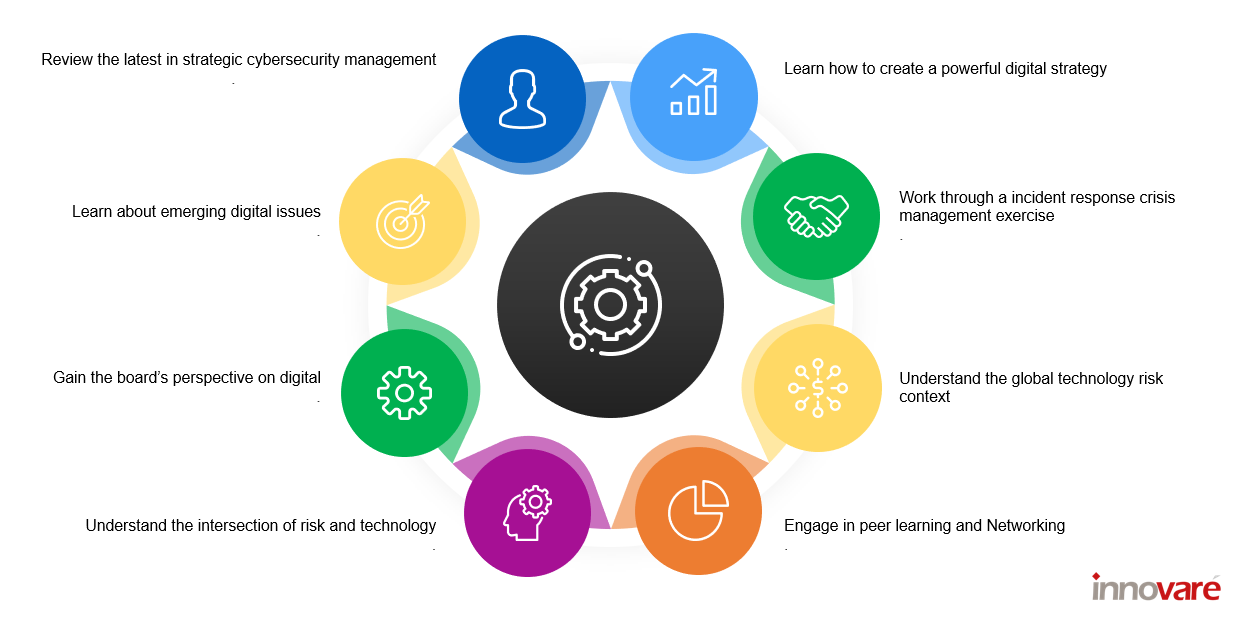 Review the latest in strategic cybersecurity management
.
Learn how to create a powerful digital strategy
Learn about emerging digital issues
.
Work through a incident response crisis
management exercise
.
Gain the board’s perspective on digital
.
Understand the global technology risk
context
Understand the intersection of risk and technology
.
Engage in peer learning and Networking
.
$
innovaré